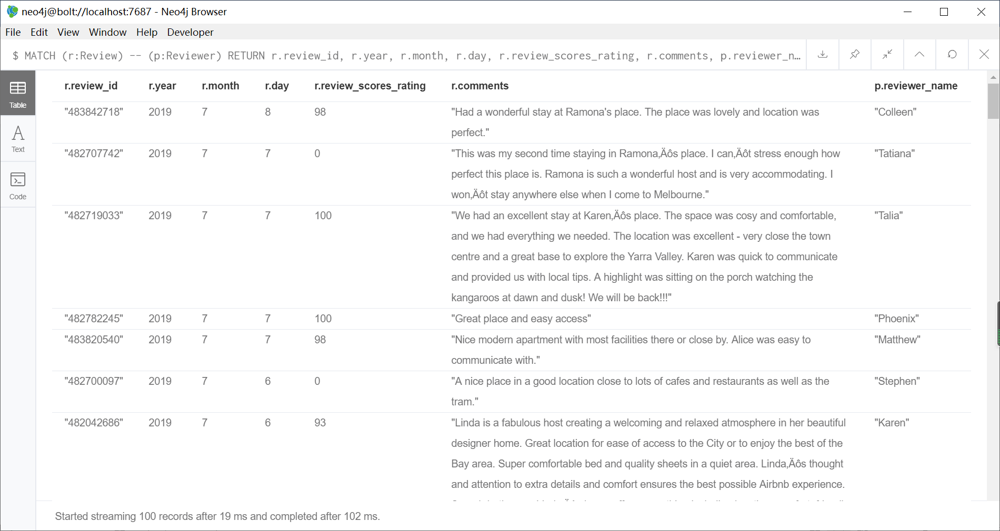 neo4j@bolt://localhost:7687 - Neo4j Browser
File Edit View Window Help Developer
$ MATCH (r:Review) -- (p:Reviewer) RETURN r.review_id, r.year, r.month, r.day, r.review_scores_rating, r.comments, p.reviewer_n…
Table
Text
Code
r.review_id r.year r.month r.day r.review_scores_rating r.comments p.reviewer_name
"483842718" 2019 7 8 98 "Had a wonderful stay at Ramona's place. The place was lovely and location was "Colleen"
perfect."
"482707742" 2019 7 7 0 "This was my second time staying in Ramona‚Äôs place. I can‚Äôt stress enough how "Tatiana"
perfect this place is. Ramona is such a wonderful host and is very accommodating. I
won‚Äôt stay anywhere else when I come to Melbourne."
"482719033" 2019 7 7 100 "We had an excellent stay at Karen‚Äôs place. The space was cosy and comfortable, "Talia"
and we had everything we needed. The location was excellent - very close the town
centre and a great base to explore the Yarra Valley. Karen was quick to communicate
and provided us with local tips. A highlight was sitting on the porch watching the
kangaroos at dawn and dusk! We will be back!!!"
"482782245" 2019 7 7 100 "Great place and easy access" "Phoenix"
"483820540" 2019 7 7 98 "Nice modern apartment with most facilities there or close by. Alice was easy to "Matthew"
communicate with."
"482700097" 2019 7 6 0 "A nice place in a good location close to lots of cafes and restaurants as well as the "Stephen"
tram."
"482042686" 2019 7 6 93 "Linda is a fabulous host creating a welcoming and relaxed atmosphere in her beautiful "Karen"
designer home. Great location for ease of access to the City or to enjoy the best of the
Bay area. Super comfortable bed and quality sheets in a quiet area. Linda‚Äôs thought
and attention to extra details and comfort ensures the best possible Airbnb experience.
Started streaming 100 records after 19 ms and completed after 102 ms.